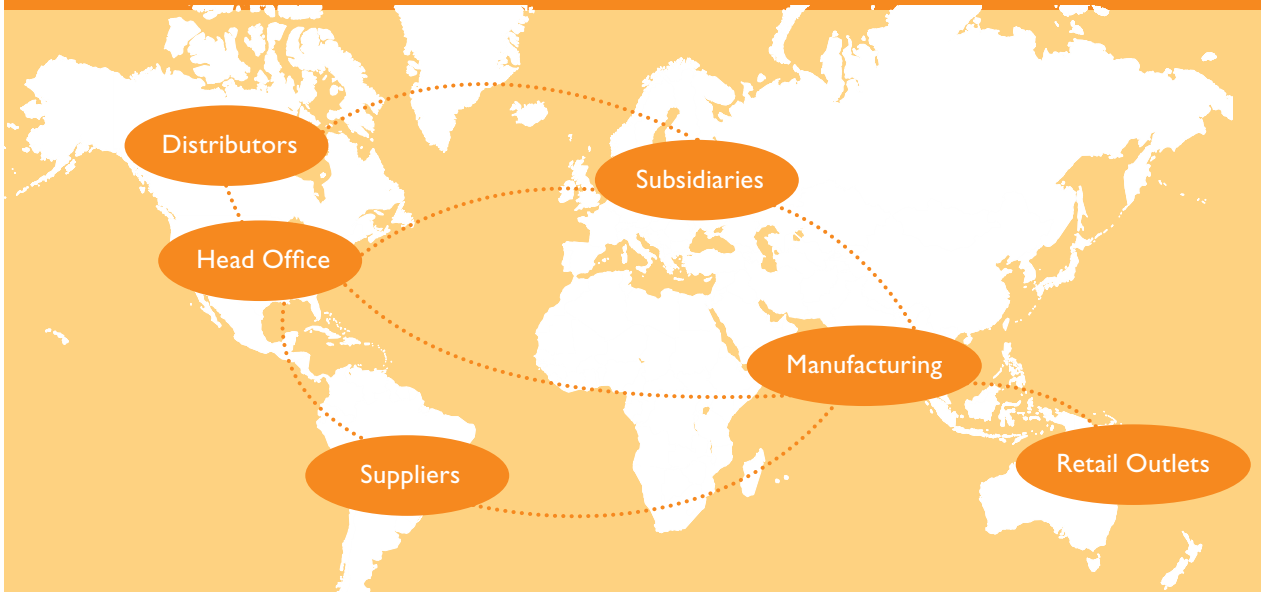 Distributors
Subsidiaries
Head Office
Manufacturing
Suppliers
Retail Outlets